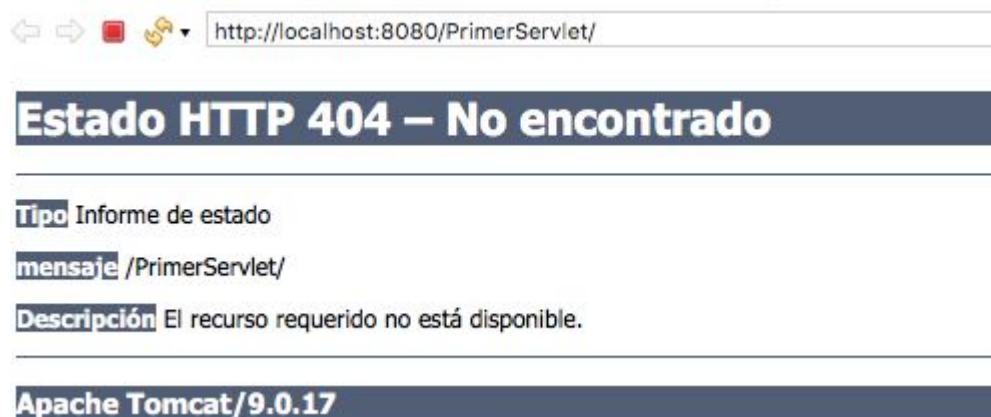 http://localhost:8080/PrimerServlet/
Estado HTTP 404 – No encontrado
Tipo Informe de estado
mensaje /PrimerServlet/
Descripción El recurso requerido no está disponible.
Apache Tomcat/9.0.17